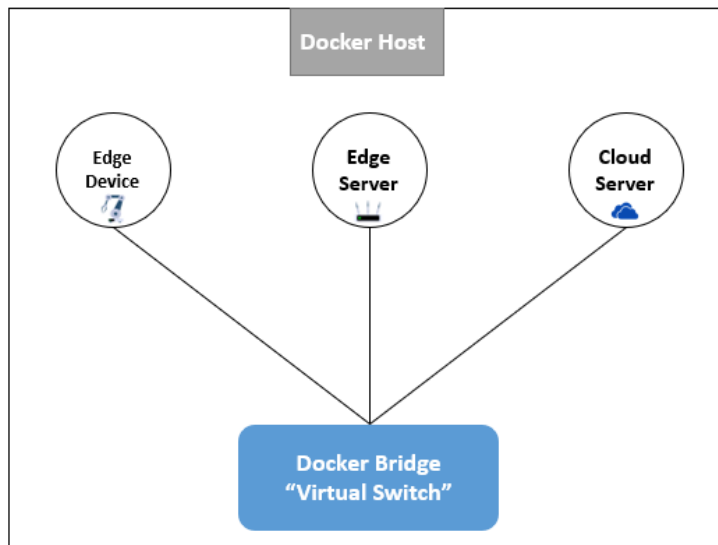 Docker Host
Edge
Device
Edge
Server
Cloud
Server
Docker Bridge
“Virtual Switch”